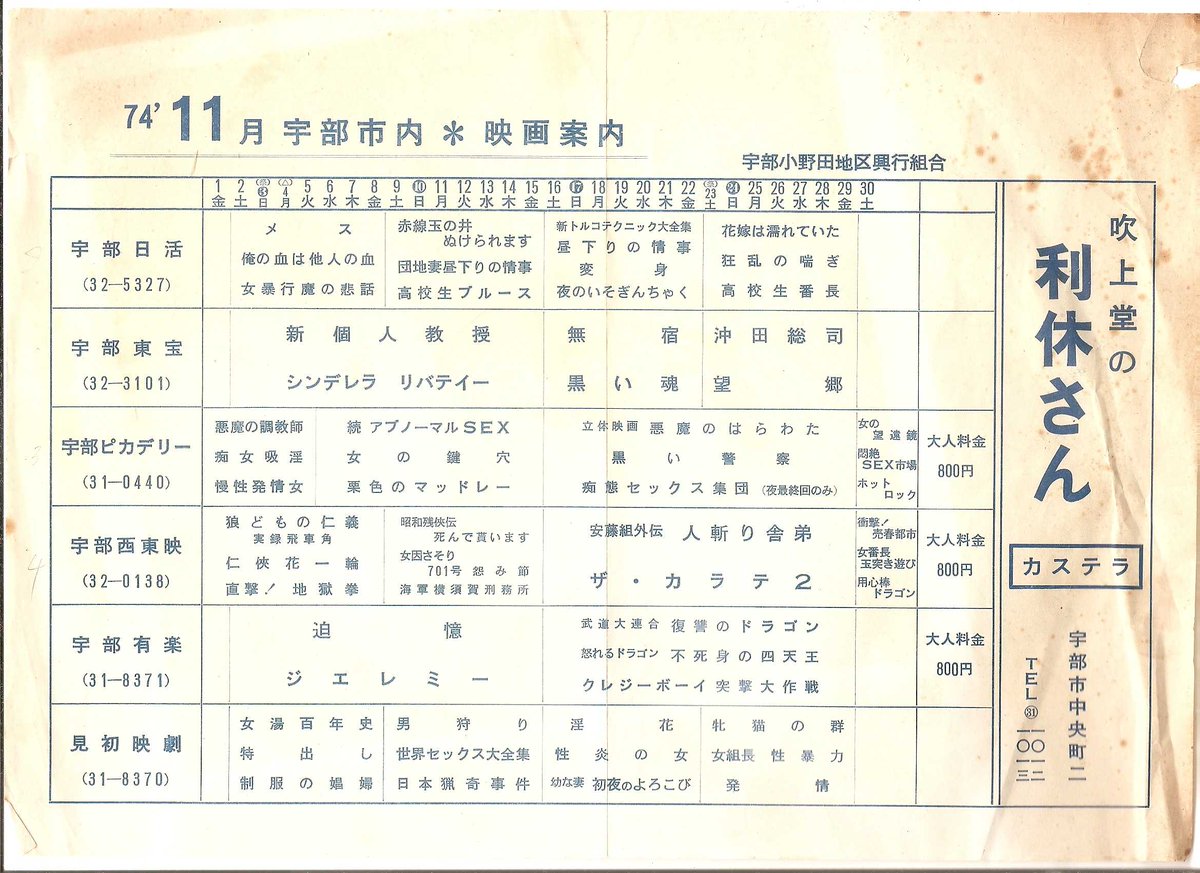 74' 11月 宇部市内 ＊ 映画案内
宇部小野田地区興行組合
1 2 ㊗3 △4 5 6 7 8 9 ⑩ 11 12 13 14 15 16 ⑰ 18 19 20 21 22 ㊗23 ㉔ 25 26 27 28 29 30
金 土 日 月 火 水 木 金 土 日 月 火 水 木 金 土 日 月 火 水 木 金 土 日 月 火 水 木 金 土
宇部日活
(32—5327)
メス
俺の血は他人の血
女暴行魔の悲話
赤線玉の井
ぬけられます
団地妻昼下りの情事
高校生ブルース
新トルコテクニック大全集
昼下りの情事
変身
夜のいそぎんちゃく
花嫁は濡れていた
狂乱の喘ぎ
高校生番長
宇部東宝
(32—3101)
新個人教授
シンデレラ リバテイー
無宿
黒い魂
沖田総司
望郷
宇部ピカデリー
(31—0440)
悪魔の調教師
痴女吸淫
慢性発情女
続 アブノーマルSEX
女の鍵穴
栗色のマッドレー
立体映画 悪魔のはらわた
黒い警察
痴態セックス集団 (夜最終回のみ)
女の
望遠鏡
悶絶
SEX市場
ホット
ロック
大人料金
800円
宇部西東映
(32—0138)
狼どもの仁義
実録飛車角
仁侠花一輪
直撃! 地獄拳
昭和残侠伝
死んで貰います
女囚さそり
701号 怨み節
海軍横須賀刑務所
安藤組外伝 人斬り舎弟
ザ・カラテ2
衝撃!
売春都市
女番長
玉突き遊び
用心棒
ドラゴン
大人料金
800円
宇部有楽
(31—8371)
追憶
ジエレミー
武道大連合 復讐のドラゴン
怒れるドラゴン 不死身の四天王
クレジーボーイ 突撃大作戦
大人料金
800円
見初映劇
(31—8370)
女湯百年史
特出し
制服の娼婦
男狩り
世界セックス大全集
日本猟奇事件
淫花
性炎の女
幼な妻 初夜のよろこび
牝猫の群
女組長 性暴力
発情
吹上堂の
利休さん
カステラ
宇部市中央町二
TEL㉛一〇一二
一〇一三